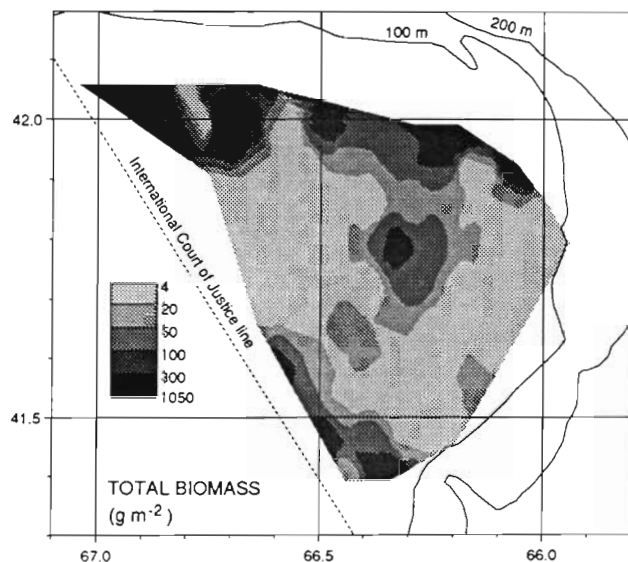 100 m
200 m
42.0
International Court of Justice line
4
20
50
100
300
1050
41.5
TOTAL BIOMASS
(g m-2)
67.0
66.5
66.0